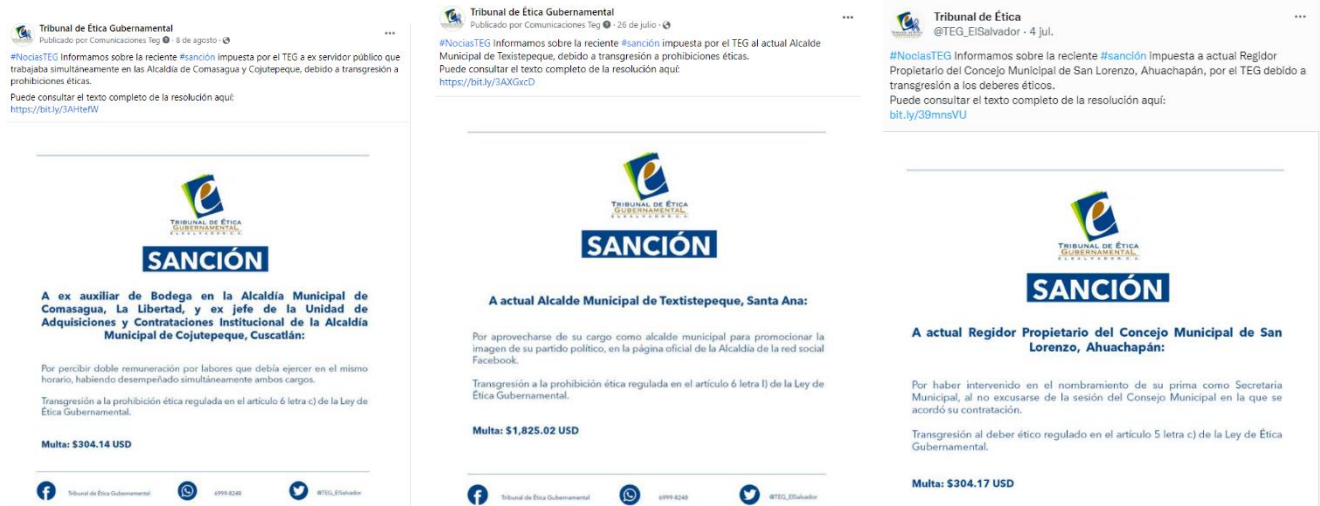 Tribunal de Ética Gubernamental
Publicado por Comunicaciones Teg · 8 de agosto ·
#NociasTEG Informamos sobre la reciente #sanción impuesta por el TEG a ex servidor público que
trabajaba simultáneamente en las Alcaldía de Comasagua y Cojutepeque, debido a transgresión a
prohibiciones éticas.
Puede consultar el texto completo de la resolución aquí:
https://bit.ly/3AHtefW
TRIBUNAL DE ÉTICA
GUBERNAMENTAL
SANCIÓN
A ex auxiliar de Bodega en la Alcaldía Municipal de
Comasagua, La Libertad, y ex jefe de la Unidad de
Adquisiciones y Contrataciones Institucional de la Alcaldía
Municipal de Cojutepeque, Cuscatlán:
Por percibir doble remuneración por labores que debía ejercer en el mismo
horario, habiendo desempeñado simultáneamente ambos cargos.
Transgresión a la prohibición ética regulada en el artículo 6 letra c) de la Ley de
Ética Gubernamental.
Multa: $304.14 USD
Tribunal de Ética Gubernamental
6999-8248
@TEG_ElSalvador
Tribunal de Ética Gubernamental
Publicado por Comunicaciones Teg · 26 de julio ·
#NociasTEG Informamos sobre la reciente #sanción impuesta por el TEG al actual Alcalde
Municipal de Texistepeque, debido a transgresión a prohibiciones éticas.
Puede consultar el texto completo de la resolución aquí:
https://bit.ly/3AXGxcD
TRIBUNAL DE ÉTICA
GUBERNAMENTAL
EL SALVADOR C.A.
SANCIÓN
A actual Alcalde Municipal de Textistepeque, Santa Ana:
Por aprovecharse de su cargo como alcalde municipal para promocionar la
imagen de su partido político, en la página oficial de la Alcaldía de la red social
Facebook.
Transgresión a la prohibición ética regulada en el artículo 6 letra l) de la Ley de
Ética Gubernamental.
Multa: $1,825.02 USD
Tribunal de Ética Gubernamental
6999-8248
@TEG_ElSalvador
Tribunal de Ética
@TEG_ElSalvador · 4 jul.
#NociasTEG Informamos sobre la reciente #sanción impuesta a actual Regidor
Propietario del Concejo Municipal de San Lorenzo, Ahuachapán, por el TEG debido a
transgresión a los deberes éticos.
Puede consultar el texto completo de la resolución aquí:
bit.ly/39mnsVU
TRIBUNAL DE ÉTICA
GUBERNAMENTAL
EL SALVADOR C.A.
SANCIÓN
A actual Regidor Propietario del Concejo Municipal de San
Lorenzo, Ahuachapán:
Por haber intervenido en el nombramiento de su prima como Secretaria
Municipal, al no excusarse de la sesión del Consejo Municipal en la que se
acordó su contratación.
Transgresión al deber ético regulado en el artículo 5 letra c) de la Ley de Ética
Gubernamental.
Multa: $304.17 USD